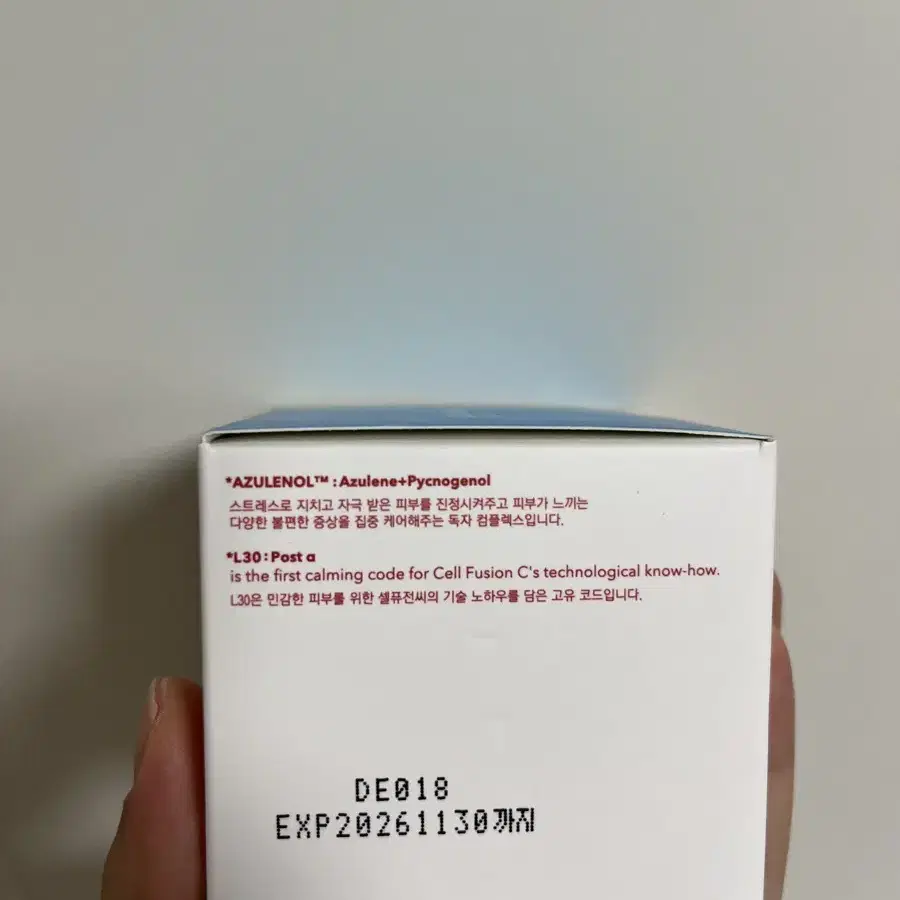 *AZULENOL™ : Azulene+Pycnogenol
스트레스로 지치고 자극 받은 피부를 진정시켜주고 피부가 느끼는
다양한 불편한 증상을 집중 케어해주는 독자 컴플렉스입니다.
*L30 : Post α
is the first calming code for Cell Fusion C's technological know-how.
L30은 민감한 피부를 위한 셀퓨전씨의 기술 노하우를 담은 고유 코드입니다.
DE018
EXP20261130까지